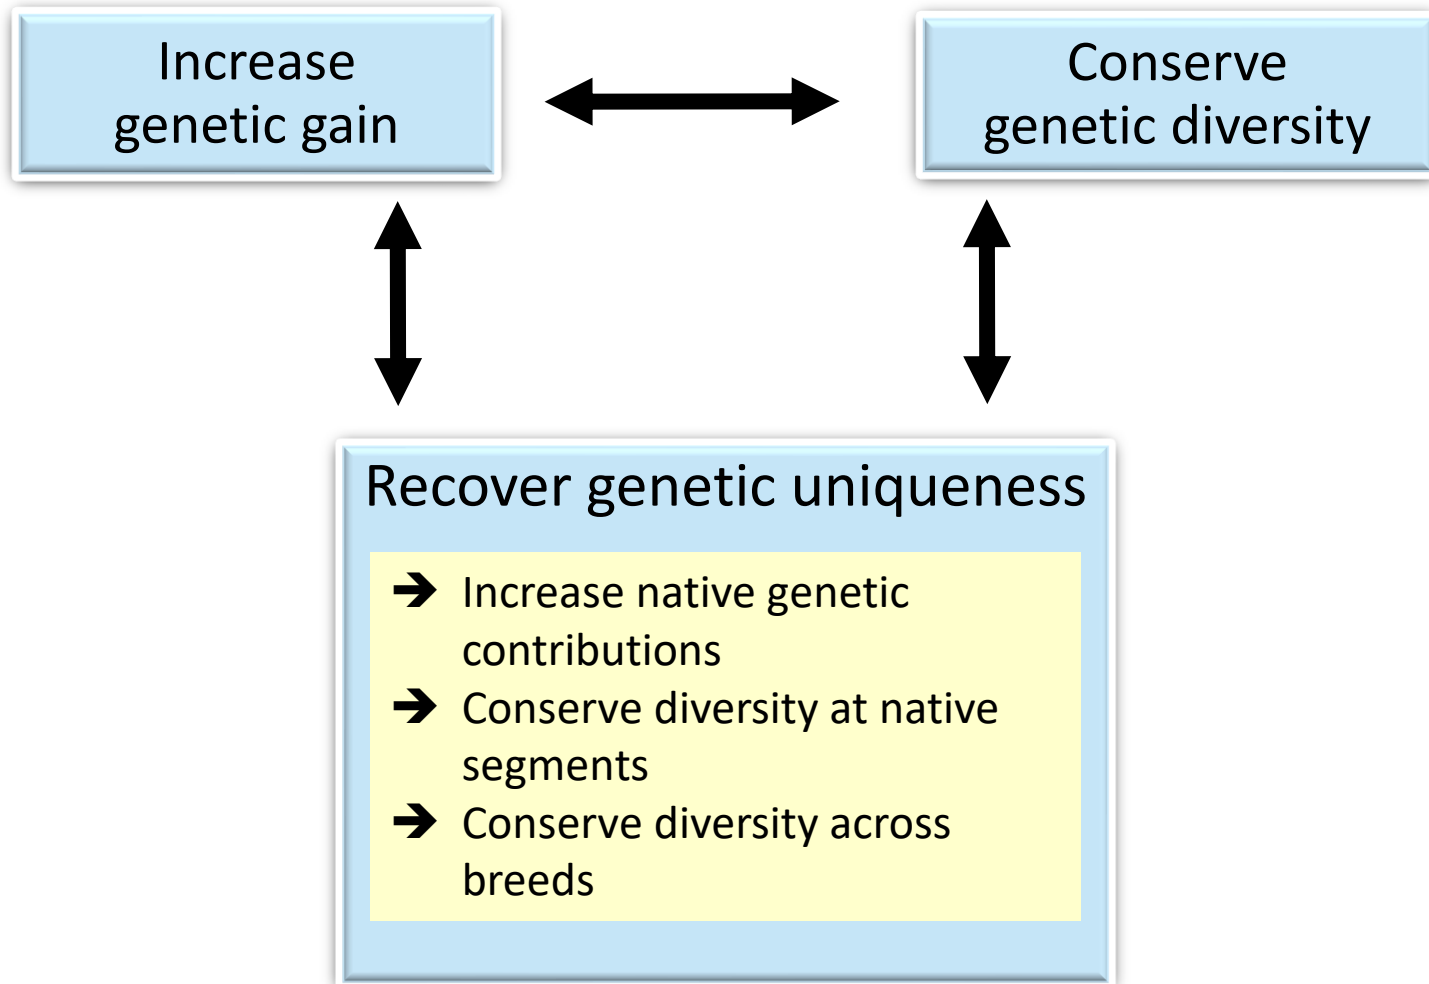 Increase
genetic gain
Conserve
genetic diversity
Recover genetic uniqueness
➔ Increase native genetic
contributions
➔ Conserve diversity at native
segments
➔ Conserve diversity across
breeds